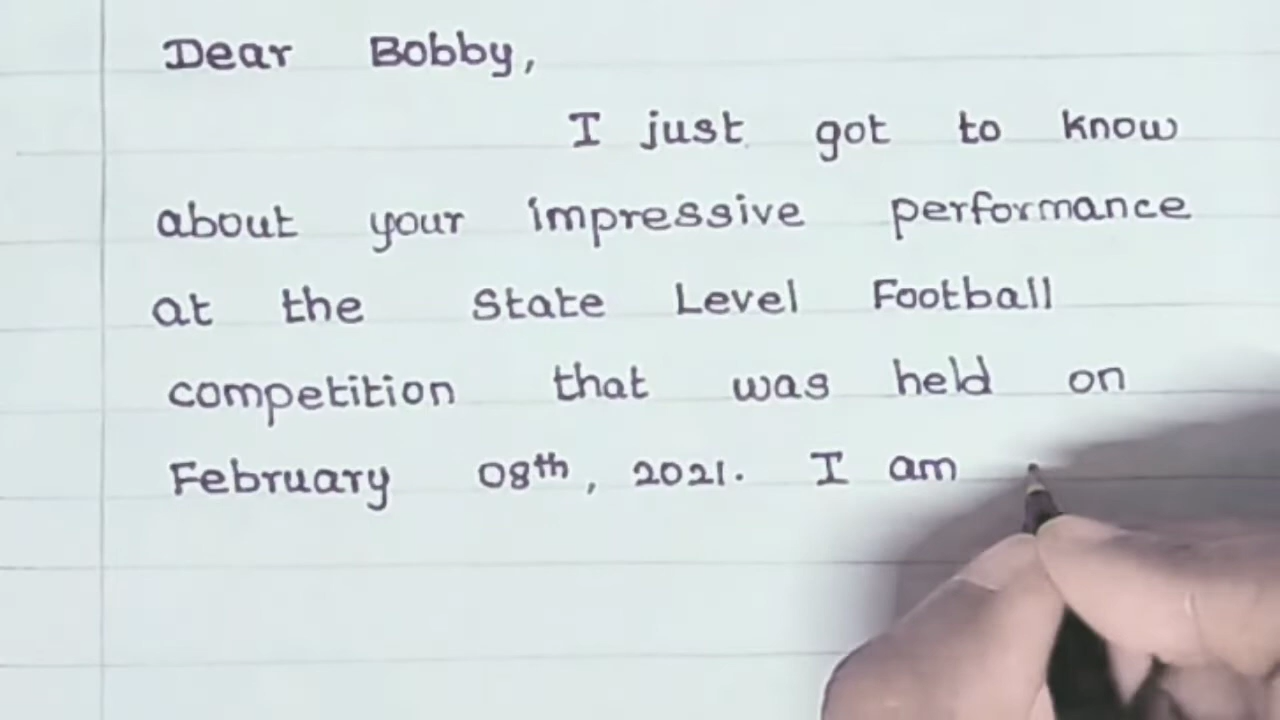 Dear Bobby,
I just got to know
about your impressive performance
at the State Level Football
competition that was held on
February 08th, 2021. I am